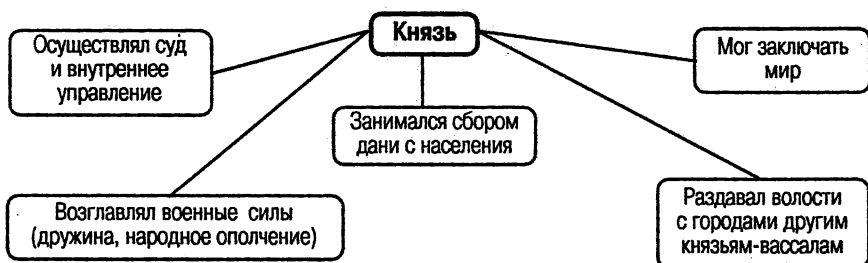 Князь
Осуществлял суд
и внутреннее
управление
Мог заключать
мир
Занимался сбором
дани с населения
Возглавлял военные силы
(дружина, народное ополчение)
Раздавал волости
с городами другим
князьям-вассалам